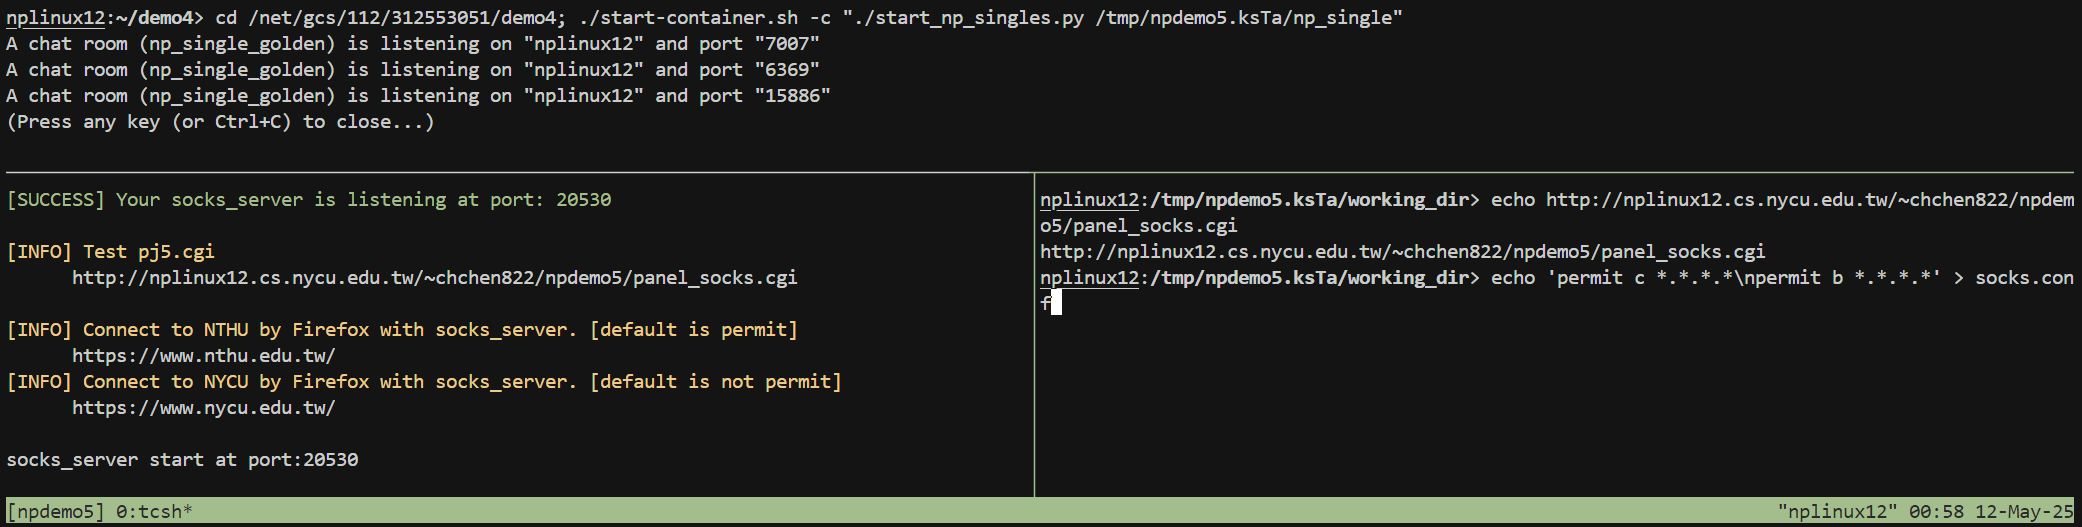 nplinux12:~/demo4> cd /net/gcs/112/312553051/demo4; ./start-container.sh -c "./start_np_singles.py /tmp/npdemo5.ksTa/np_single"
A chat room (np_single_golden) is listening on "nplinux12" and port "7007"
A chat room (np_single_golden) is listening on "nplinux12" and port "6369"
A chat room (np_single_golden) is listening on "nplinux12" and port "15886"
(Press any key (or Ctrl+C) to close...)
[SUCCESS] Your socks_server is listening at port: 20530
[INFO] Test pj5.cgi
http://nplinux12.cs.nycu.edu.tw/~chchen822/npdemo5/panel_socks.cgi
[INFO] Connect to NTHU by Firefox with socks_server. [default is permit]
https://www.nthu.edu.tw/
[INFO] Connect to NYCU by Firefox with socks_server. [default is not permit]
https://www.nycu.edu.tw/
socks_server start at port:20530
nplinux12:/tmp/npdemo5.ksTa/working_dir> echo http://nplinux12.cs.nycu.edu.tw/~chchen822/npdem
o5/panel_socks.cgi
http://nplinux12.cs.nycu.edu.tw/~chchen822/npdemo5/panel_socks.cgi
nplinux12:/tmp/npdemo5.ksTa/working_dir> echo 'permit c *.*.*.*\npermit b *.*.*.*' > socks.con
f
[npdemo5] 0:tcsh* "nplinux12" 00:58 12-May-25